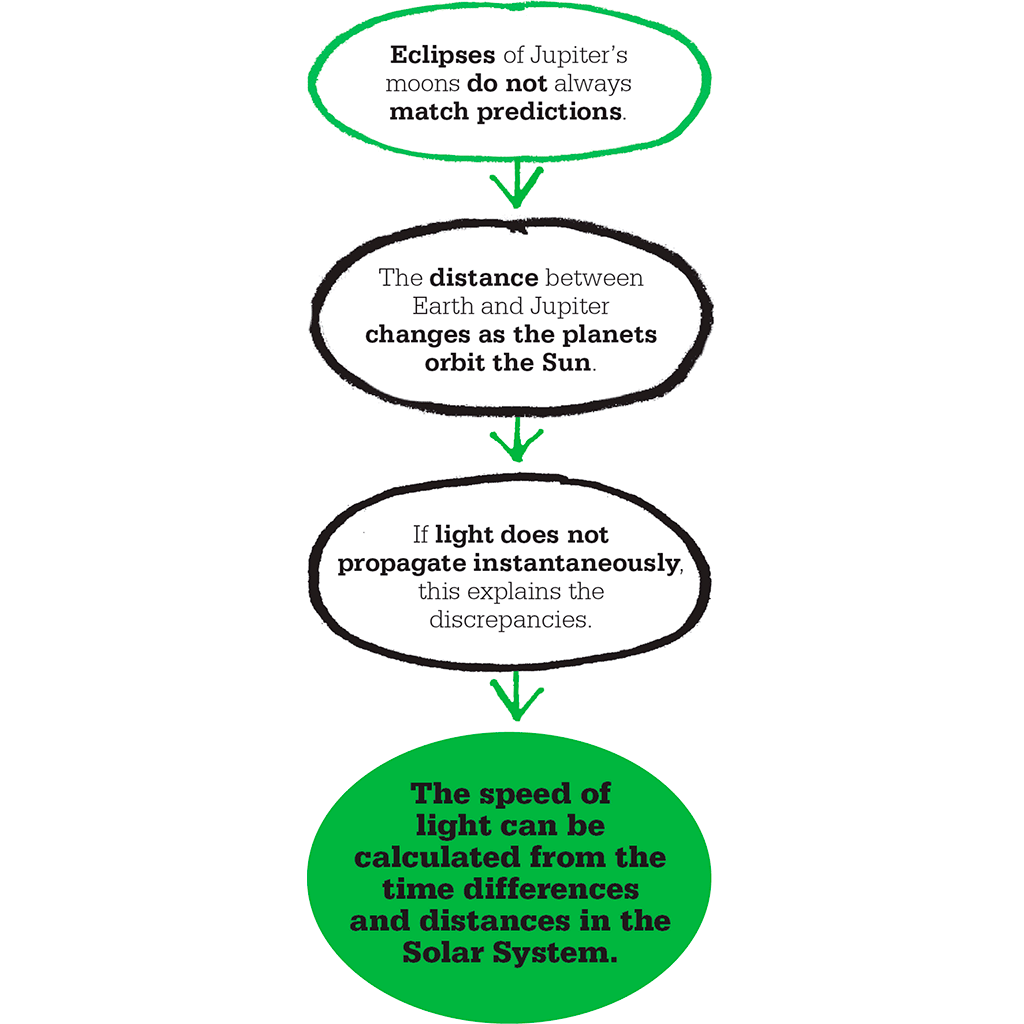 Eclipses of Jupiter’s
moons do not always
match predictions.
The distance between
Earth and Jupiter
changes as the planets
orbit the Sun.
If light does not
propagate instantaneously,
this explains the
discrepancies.
The speed of
light can be
calculated from the
time differences
and distances in the
Solar System.